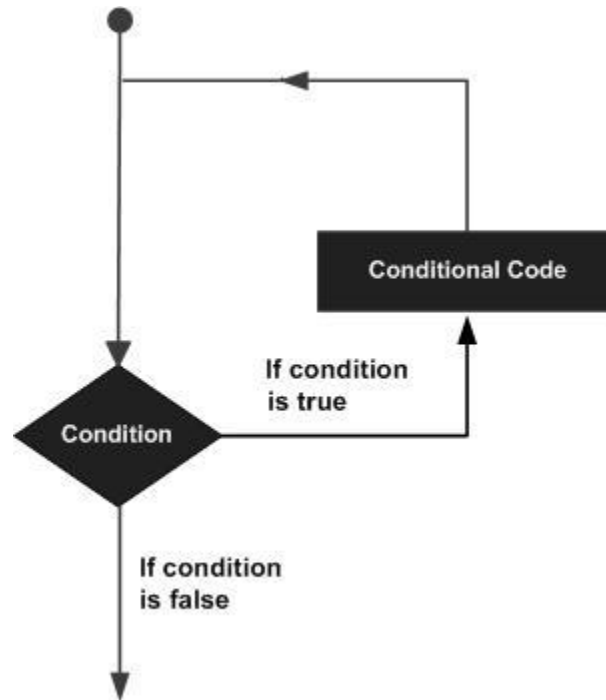 Conditional Code
If condition
is true
Condition
If condition
is false